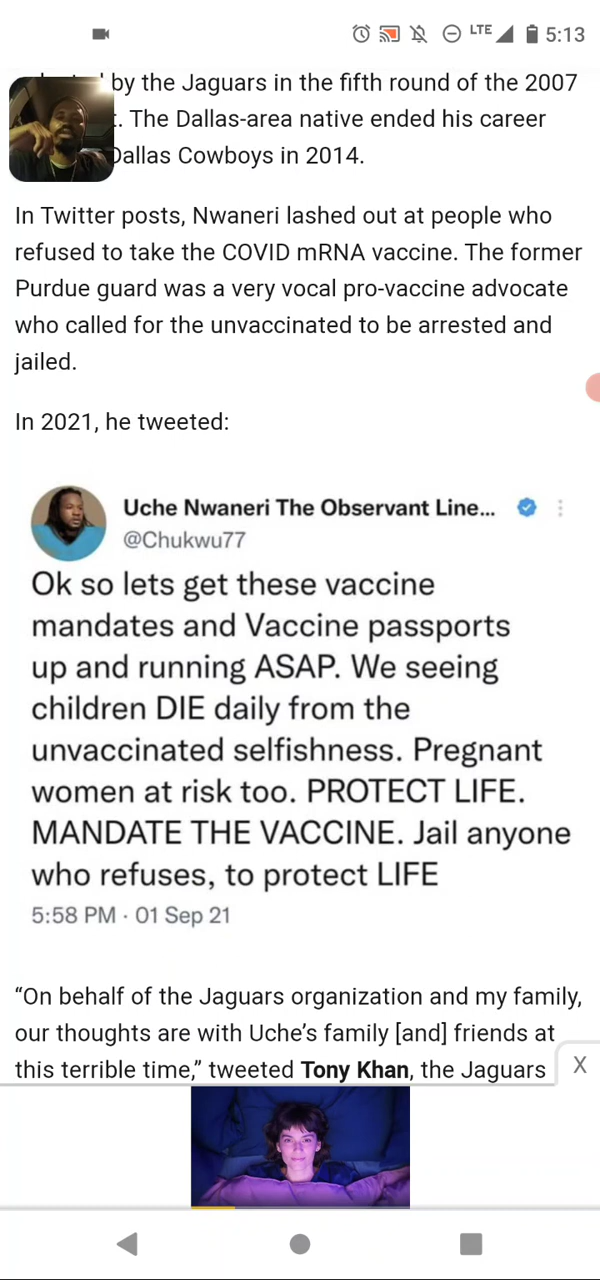 LTE 5:13
by the Jaguars in the fifth round of the 2007
. The Dallas-area native ended his career
Dallas Cowboys in 2014.
In Twitter posts, Nwaneri lashed out at people who
refused to take the COVID mRNA vaccine. The former
Purdue guard was a very vocal pro-vaccine advocate
who called for the unvaccinated to be arrested and
jailed.
In 2021, he tweeted:
Uche Nwaneri The Observant Line...
@Chukwu77
Ok so lets get these vaccine
mandates and Vaccine passports
up and running ASAP. We seeing
children DIE daily from the
unvaccinated selfishness. Pregnant
women at risk too. PROTECT LIFE.
MANDATE THE VACCINE. Jail anyone
who refuses, to protect LIFE
5:58 PM · 01 Sep 21
“On behalf of the Jaguars organization and my family,
our thoughts are with Uche’s family [and] friends at
this terrible time,” tweeted Tony Khan, the Jaguars
X